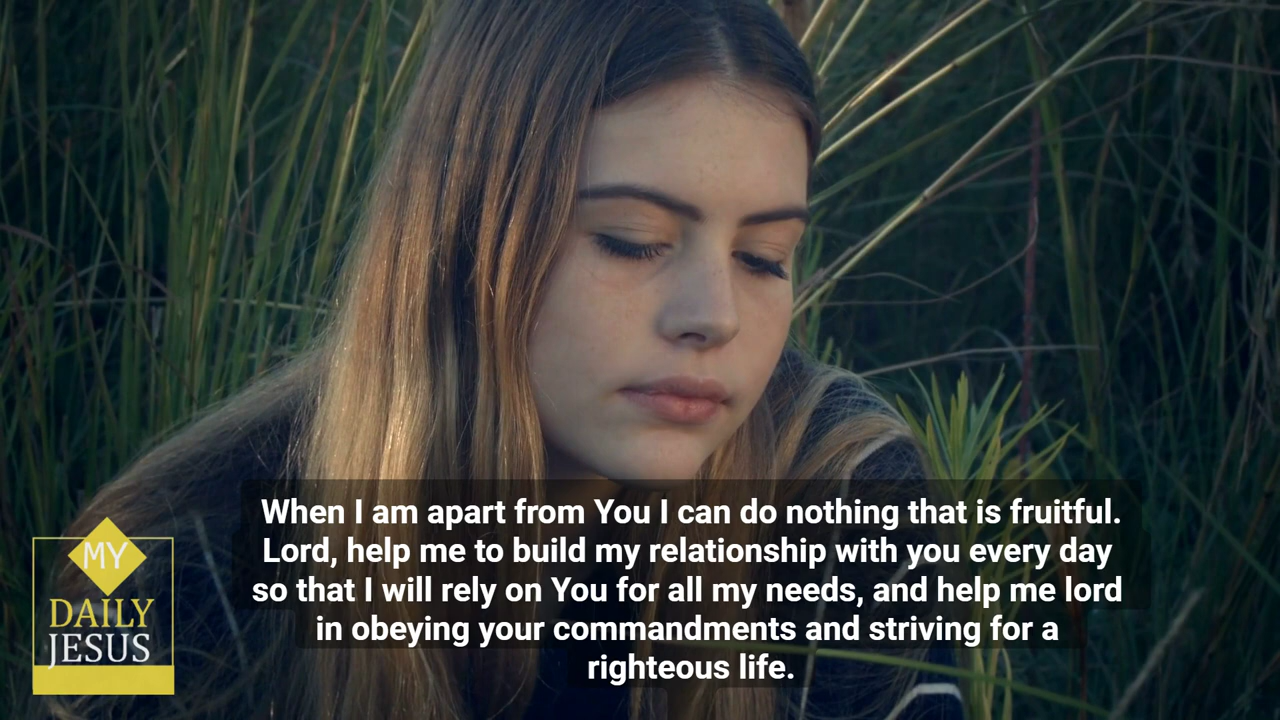 When I am apart from You I can do nothing that is fruitful.
Lord, help me to build my relationship with you every day
so that I will rely on You for all my needs, and help me lord
in obeying your commandments and striving for a
righteous life.
MY
DAILY
JESUS